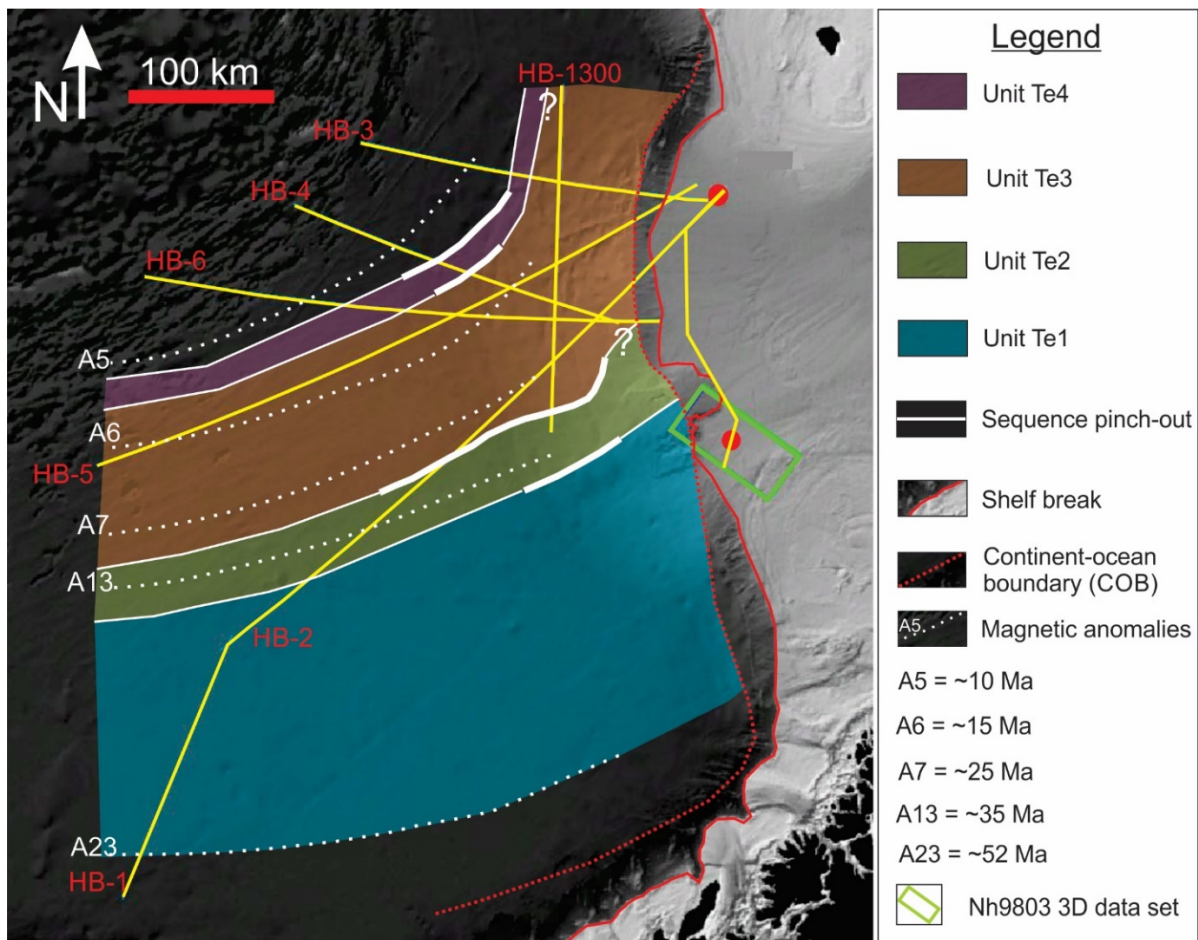 N
100 km
HB-1300
?
HB-3
HB-4
HB-6
A5
?
A6
HB-5
A7
A13
HB-2
A23
HB-1
Legend
Unit Te4
Unit Te3
Unit Te2
Unit Te1
Sequence pinch-out
Shelf break
Continent-ocean
boundary (COB)
A5
Magnetic anomalies
A5 = ~10 Ma
A6 = ~15 Ma
A7 = ~25 Ma
A13 = ~35 Ma
A23 = ~52 Ma
Nh9803 3D data set